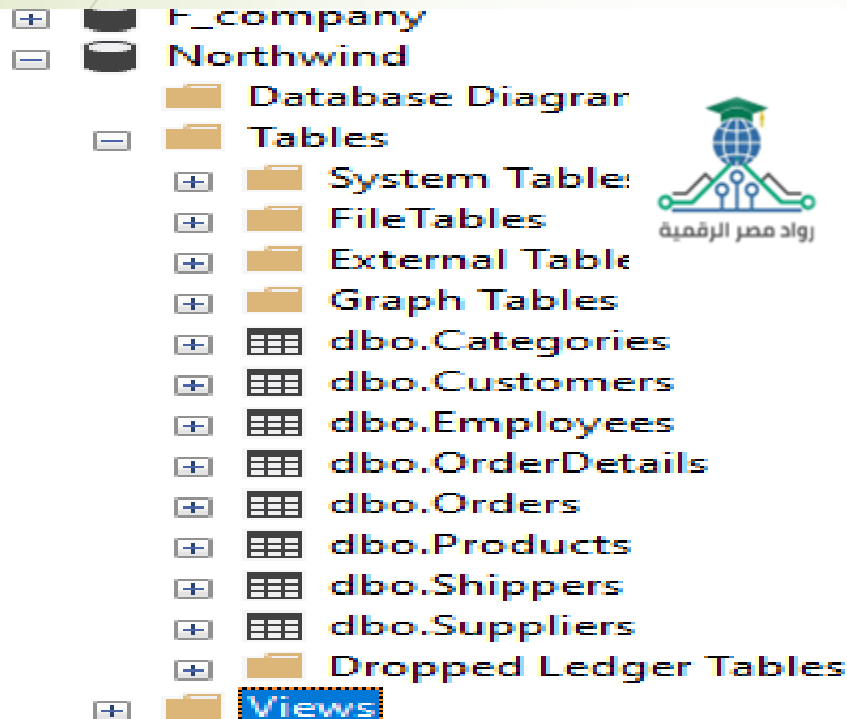 F_company
Northwind
Database Diagrar
Tables
System Table
FileTables
External Table
رواد مصر الرقمية
Graph Tables
dbo.Categories
dbo.Customers
dbo.Employees
dbo.OrderDetails
dbo.Orders
dbo.Products
dbo.Shippers
dbo.Suppliers
Dropped Ledger Tables
Views